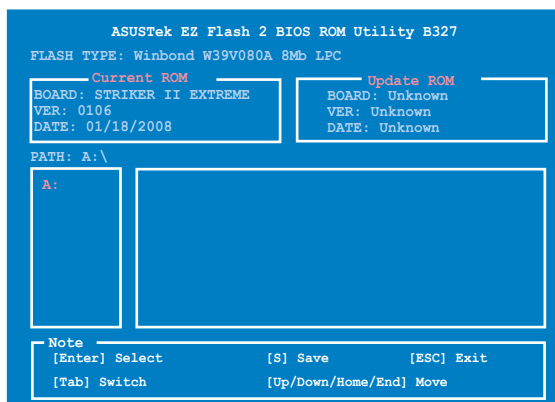 ASUSTek EZ Flash 2 BIOS ROM Utility B327
FLASH TYPE: Winbond W39V080A 8Mb LPC
Current ROM
BOARD: STRIKER II EXTREME
VER: 0106
DATE: 01/18/2008
Update ROM
BOARD: Unknown
VER: Unknown
DATE: Unknown
PATH: A:\
A:
Note
[Enter] Select [S] Save [ESC] Exit
[Tab] Switch [Up/Down/Home/End] Move